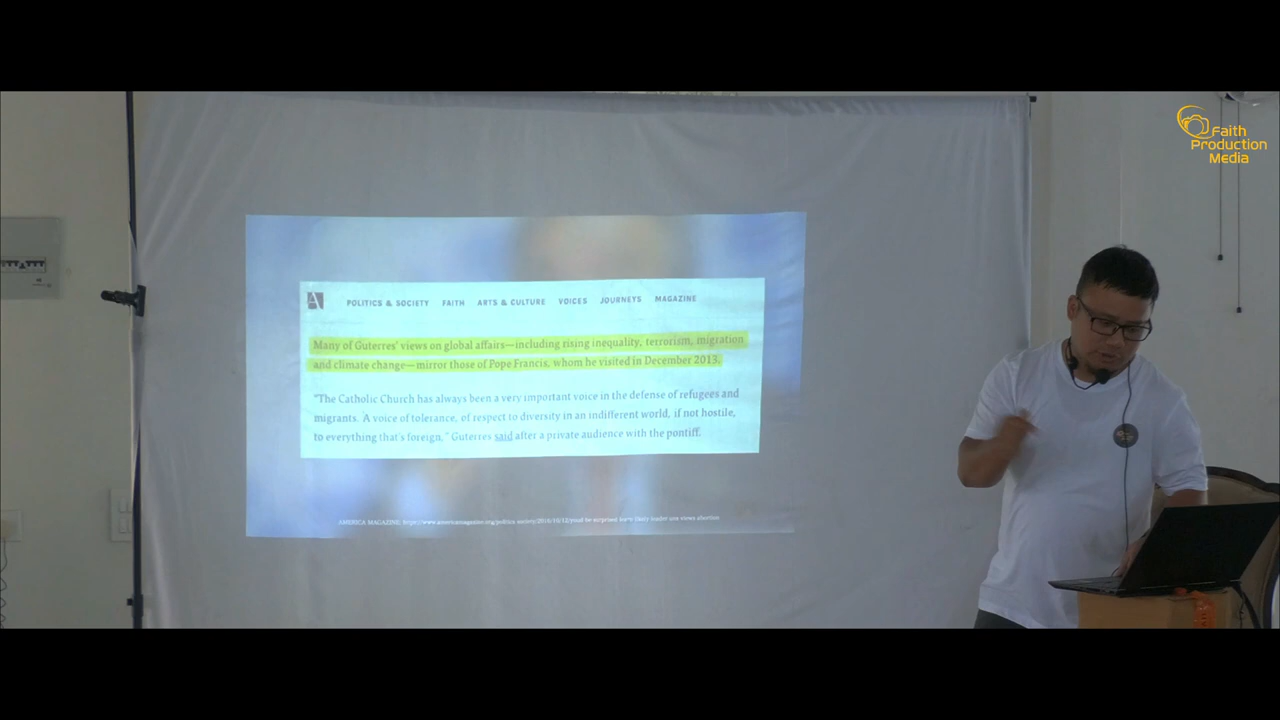 Faith
Production
Media
A
POLITICS & SOCIETY FAITH ARTS & CULTURE VOICES JOURNEYS MAGAZINE
Many of Guterres' views on global affairs—including rising inequality, terrorism, migration
and climate change—mirror those of Pope Francis, whom he visited in December 2013.
"The Catholic Church has always been a very important voice in the defense of refugees and
migrants. A voice of tolerance, of respect to diversity in an indifferent world, if not hostile,
to everything that's foreign," Guterres said after a private audience with the pontiff.
AMERICA MAGAZINE,